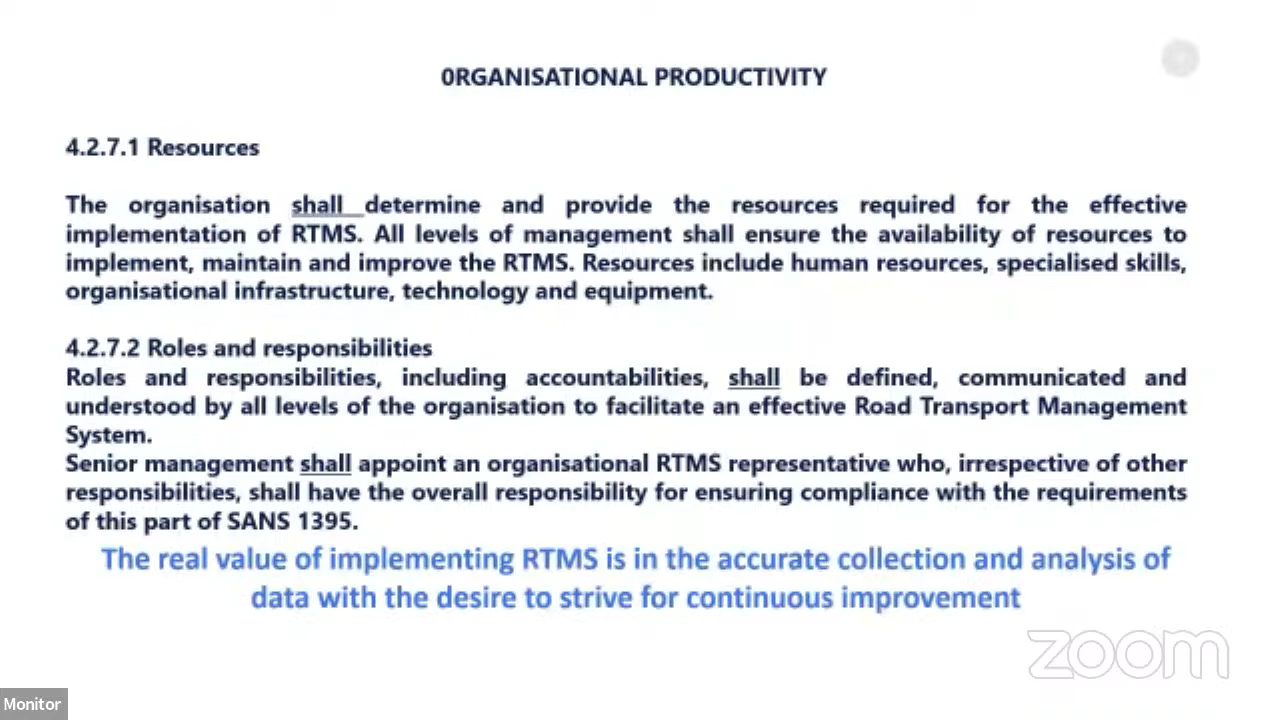 0RGANISATIONAL PRODUCTIVITY
4.2.7.1 Resources
The organisation shall determine and provide the resources required for the effective
implementation of RTMS. All levels of management shall ensure the availability of resources to
implement, maintain and improve the RTMS. Resources include human resources, specialised skills,
organisational infrastructure, technology and equipment.
4.2.7.2 Roles and responsibilities
Roles and responsibilities, including accountabilities, shall be defined, communicated and
understood by all levels of the organisation to facilitate an effective Road Transport Management
System.
Senior management shall appoint an organisational RTMS representative who, irrespective of other
responsibilities, shall have the overall responsibility for ensuring compliance with the requirements
of this part of SANS 1395.
The real value of implementing RTMS is in the accurate collection and analysis of
data with the desire to strive for continuous improvement
zoom
Monitor